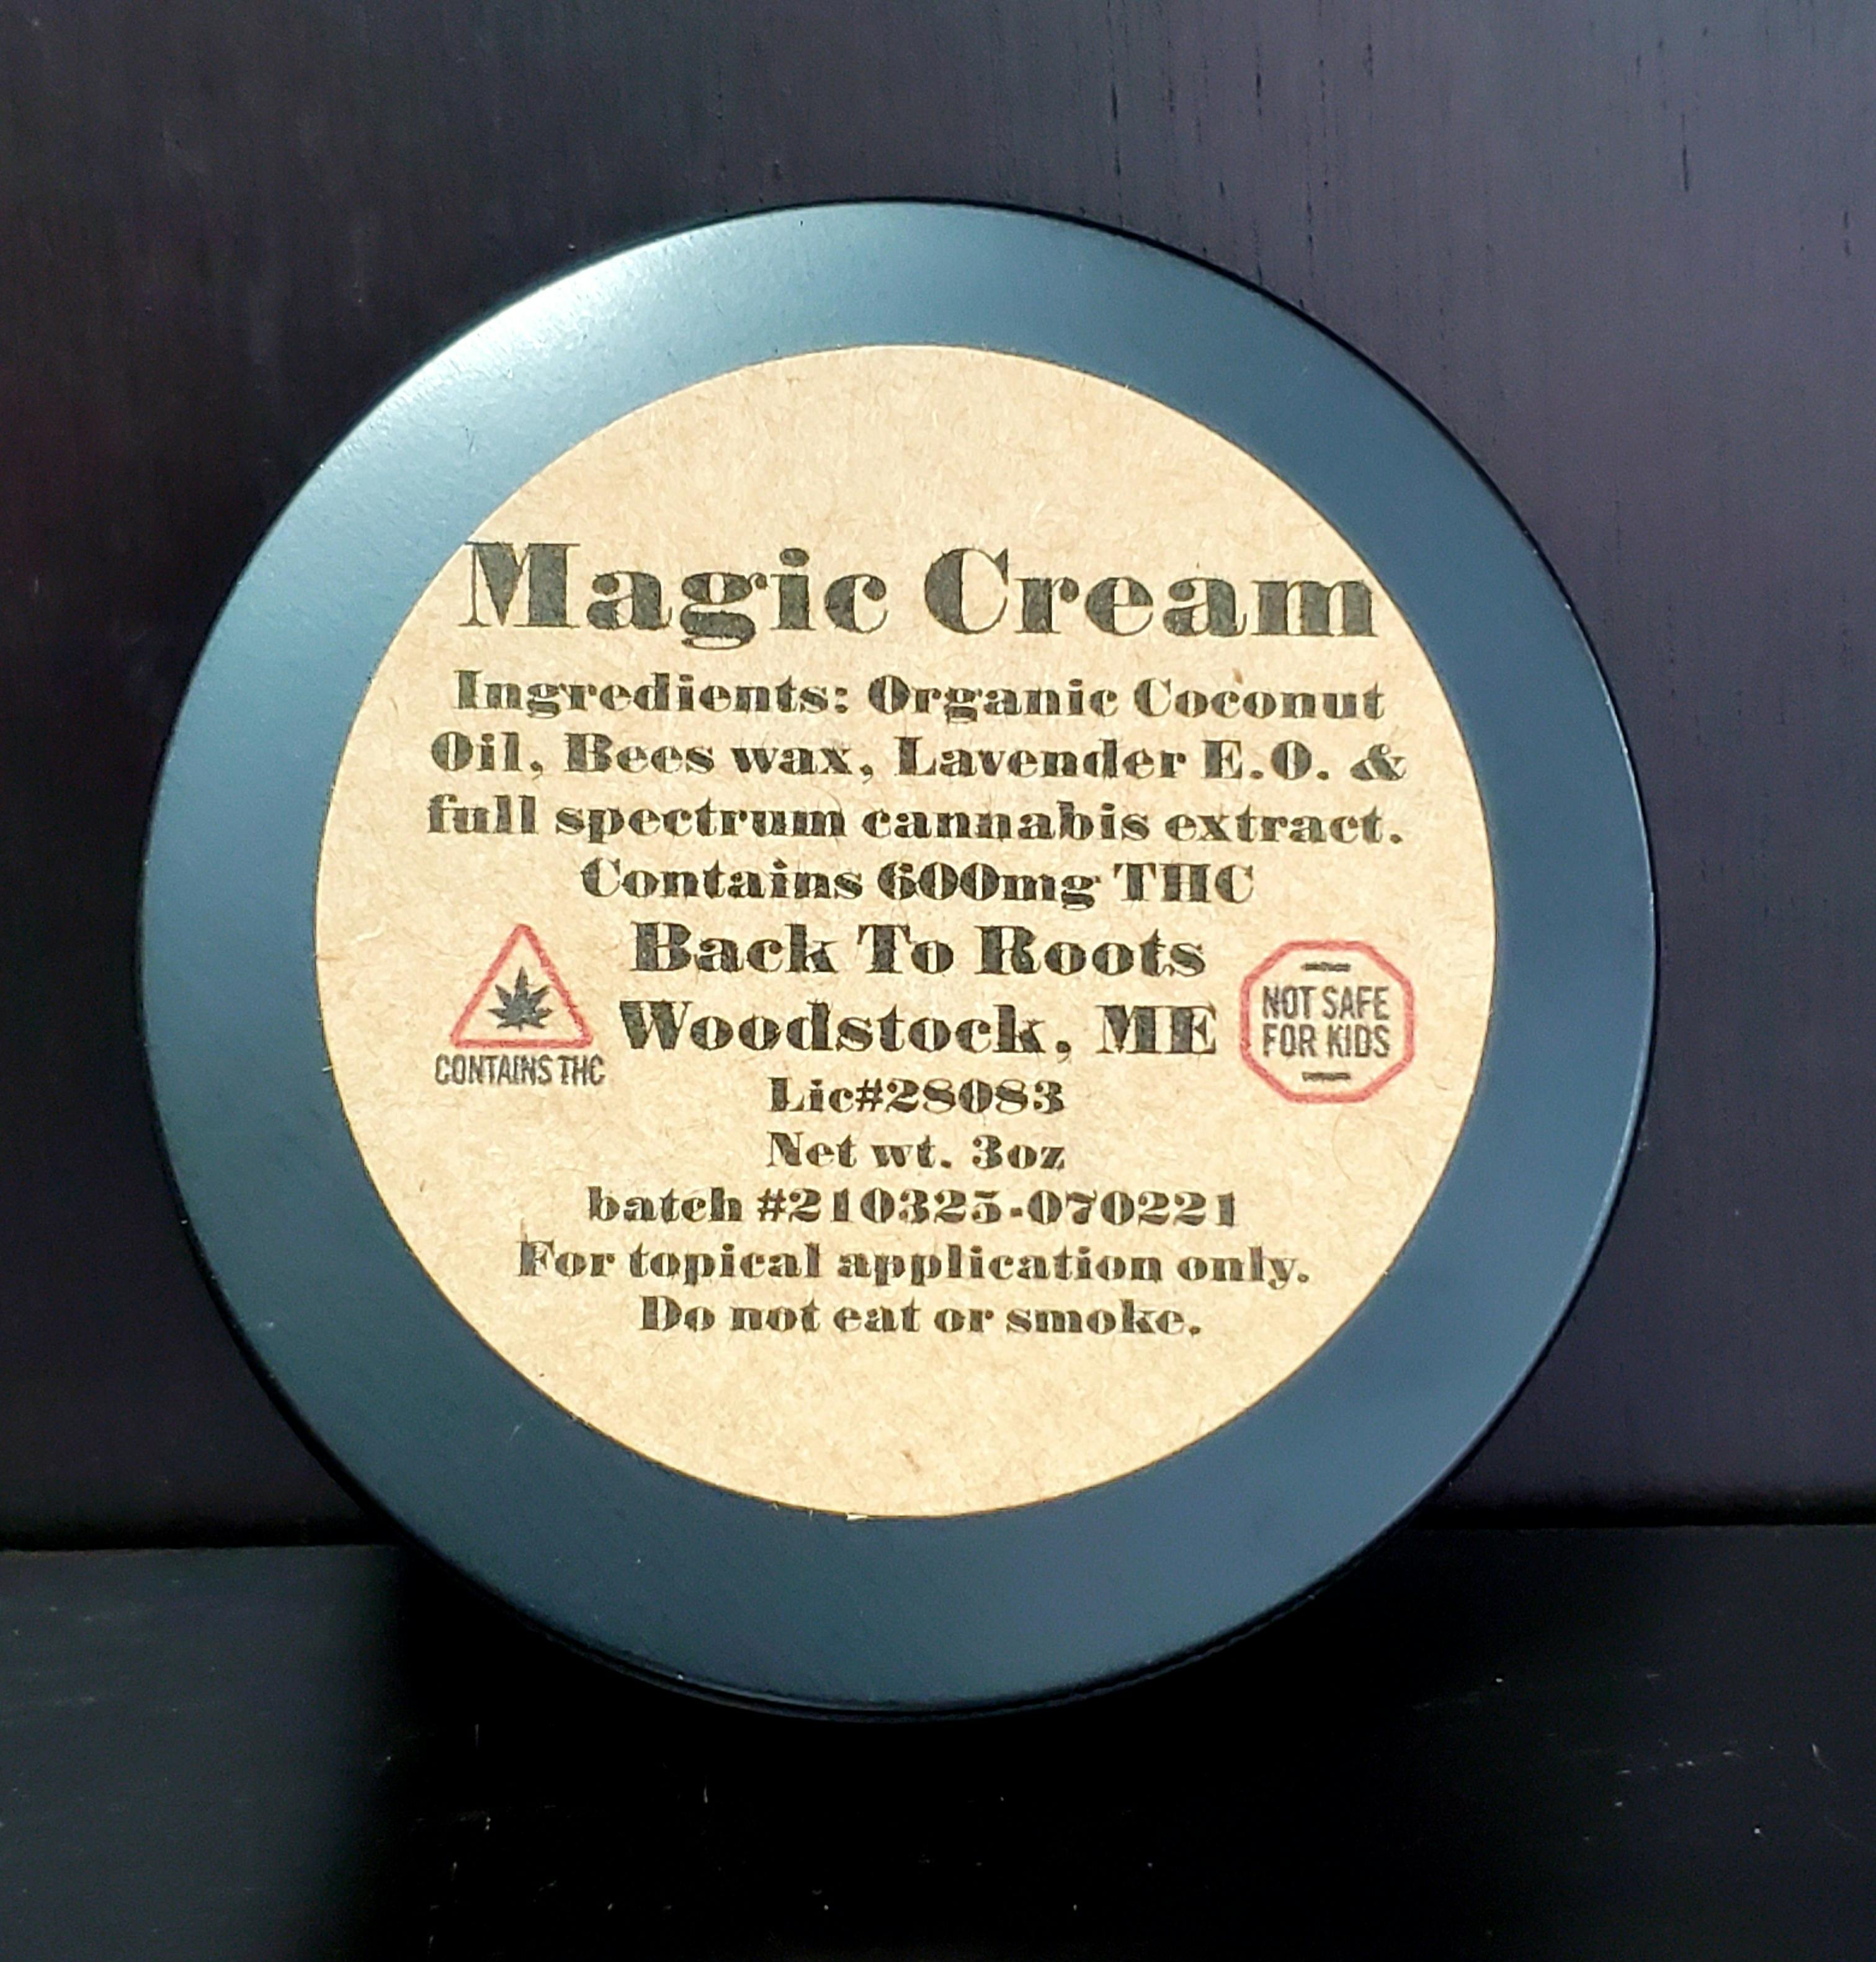 Magic Cream
Ingredients: Organic Coconut
Oil, Bees wax, Lavender E.O. &
full spectrum cannabis extract.
Contains 600mg THC
Back To Roots
Woodstock, ME
CONTAINS THC
NOT SAFE
FOR KIDS
Lic#28083
Net wt. 3oz
batch #210325-070221
For topical application only.
Do not eat or smoke.